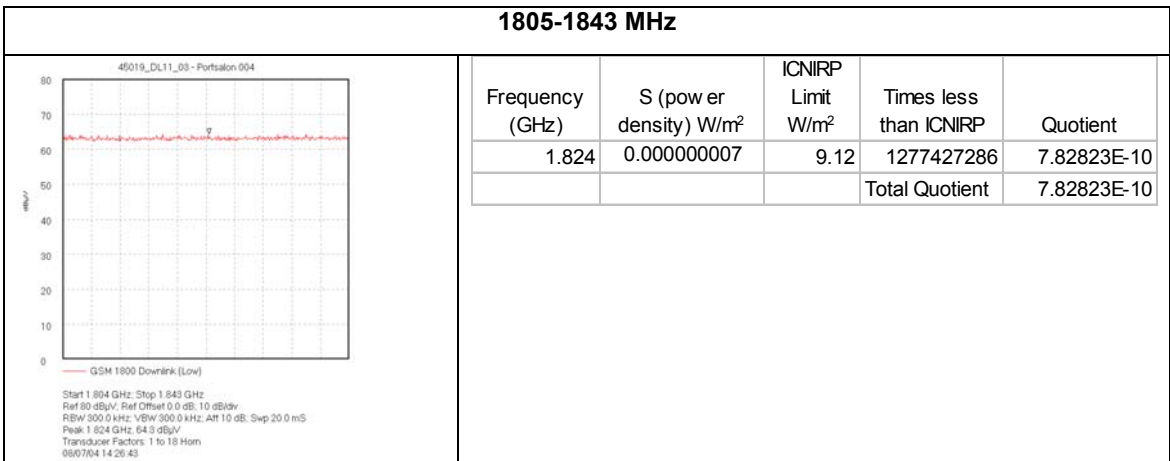 1805-1843 MHz
45019_DL11_03 - Portsalon 004
80
70
60
50
40
30
20
10
0
dBµV
GSM 1800 Downlink (Low)
Start 1.804 GHz; Stop 1.843 GHz
Ref 80 dBµV; Ref Offset 0.0 dB; 10 dB/div
RBW 300.0 kHz; VBW 300.0 kHz; Att 10 dB; Swp 20.0 mS
Peak 1.824 GHz, 64.3 dBµV
Transducer Factors: 1 to 18 Horn
08/07/04 14:26:43
Frequency (GHz) S (power density) W/m² ICNIRP Limit W/m² Times less than ICNIRP Quotient
1.824 0.000000007 9.12 1277427286 7.82823E-10
Total Quotient 7.82823E-10